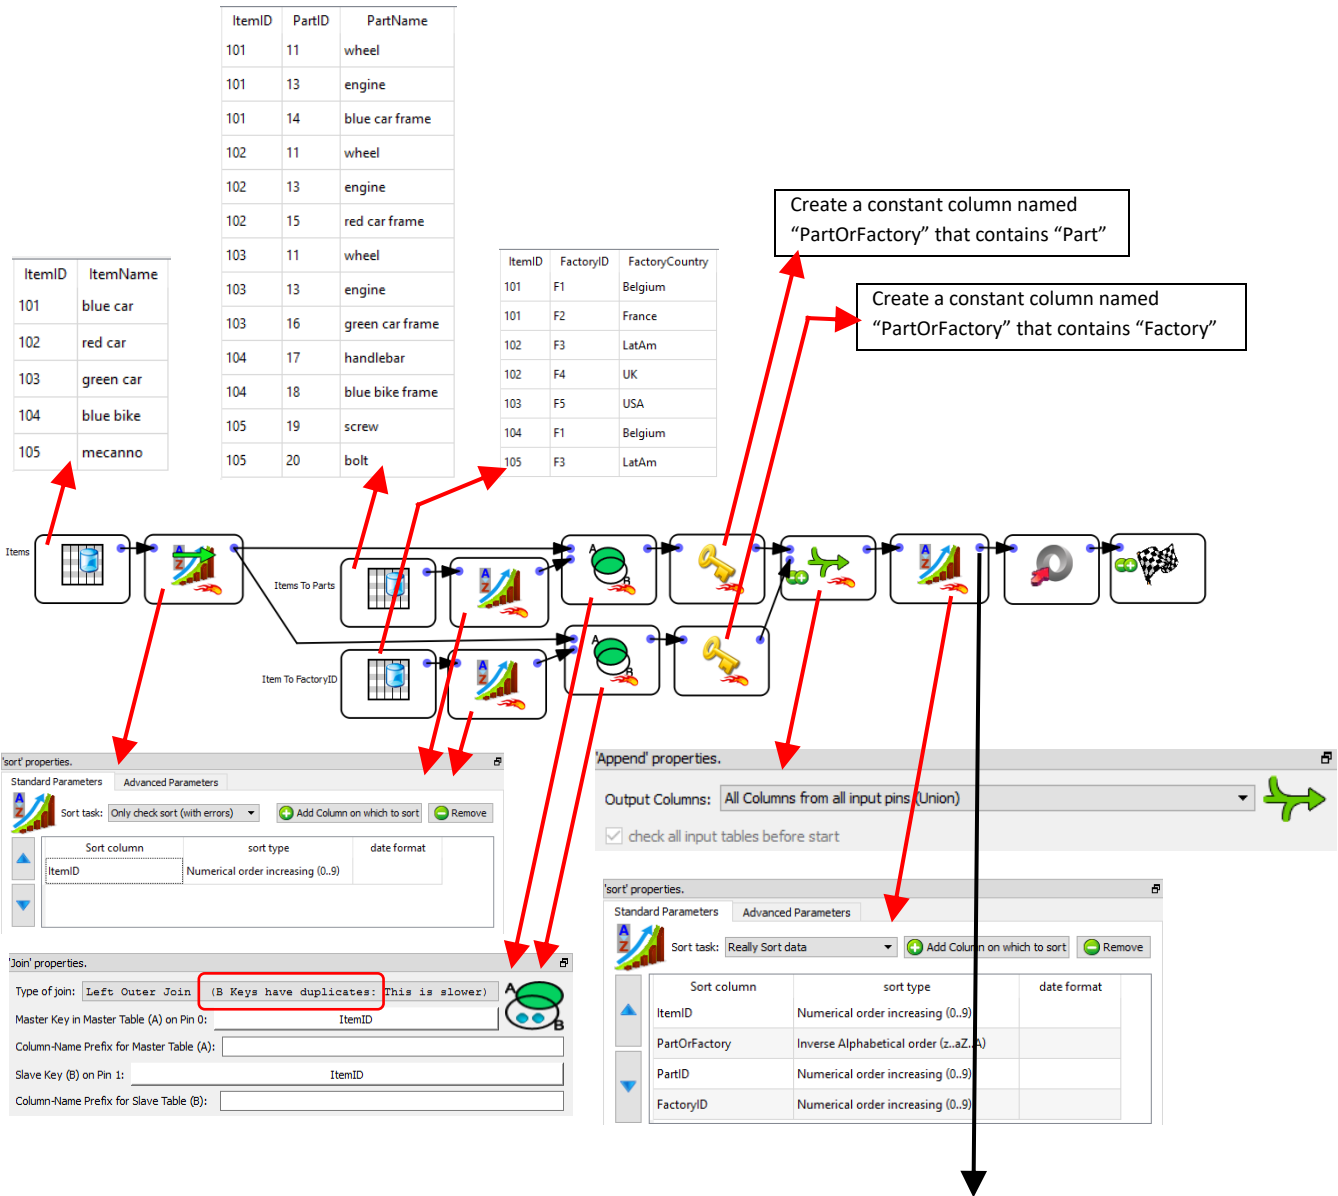 ItemID PartID PartName
101 11 wheel
101 13 engine
101 14 blue car frame
102 11 wheel
102 13 engine
102 15 red car frame
103 11 wheel
103 13 engine
103 16 green car frame
104 17 handlebar
104 18 blue bike frame
105 19 screw
105 20 bolt
ItemID ItemName
101 blue car
102 red car
103 green car
104 blue bike
105 mecanno
ItemID FactoryID FactoryCountry
101 F1 Belgium
101 F2 France
102 F3 LatAm
102 F4 UK
103 F5 USA
104 F1 Belgium
105 F3 LatAm
Create a constant column named
“PartOrFactory” that contains “Part”
Create a constant column named
“PartOrFactory” that contains “Factory”
Items
Items To Parts
Item To FactoryID
'sort' properties.
Standard Parameters Advanced Parameters
Sort task: Only check sort (with errors) Add Column on which to sort Remove
Sort column sort type date format
ItemID Numerical order increasing (0..9)
'Join' properties.
Type of join: Left Outer Join (B Keys have duplicates: This is slower)
Master Key in Master Table (A) on Pin 0: ItemID
Column-Name Prefix for Master Table (A):
Slave Key (B) on Pin 1: ItemID
Column-Name Prefix for Slave Table (B):
'Append' properties.
Output Columns: All Columns from all input pins (Union)
check all input tables before start
'sort' properties.
Standard Parameters Advanced Parameters
Sort task: Really Sort data Add Column on which to sort Remove
Sort column sort type date format
ItemID Numerical order increasing (0..9)
PartOrFactory Inverse Alphabetical order (z..aZ..A)
PartID Numerical order increasing (0..9)
FactoryID Numerical order increasing (0..9)